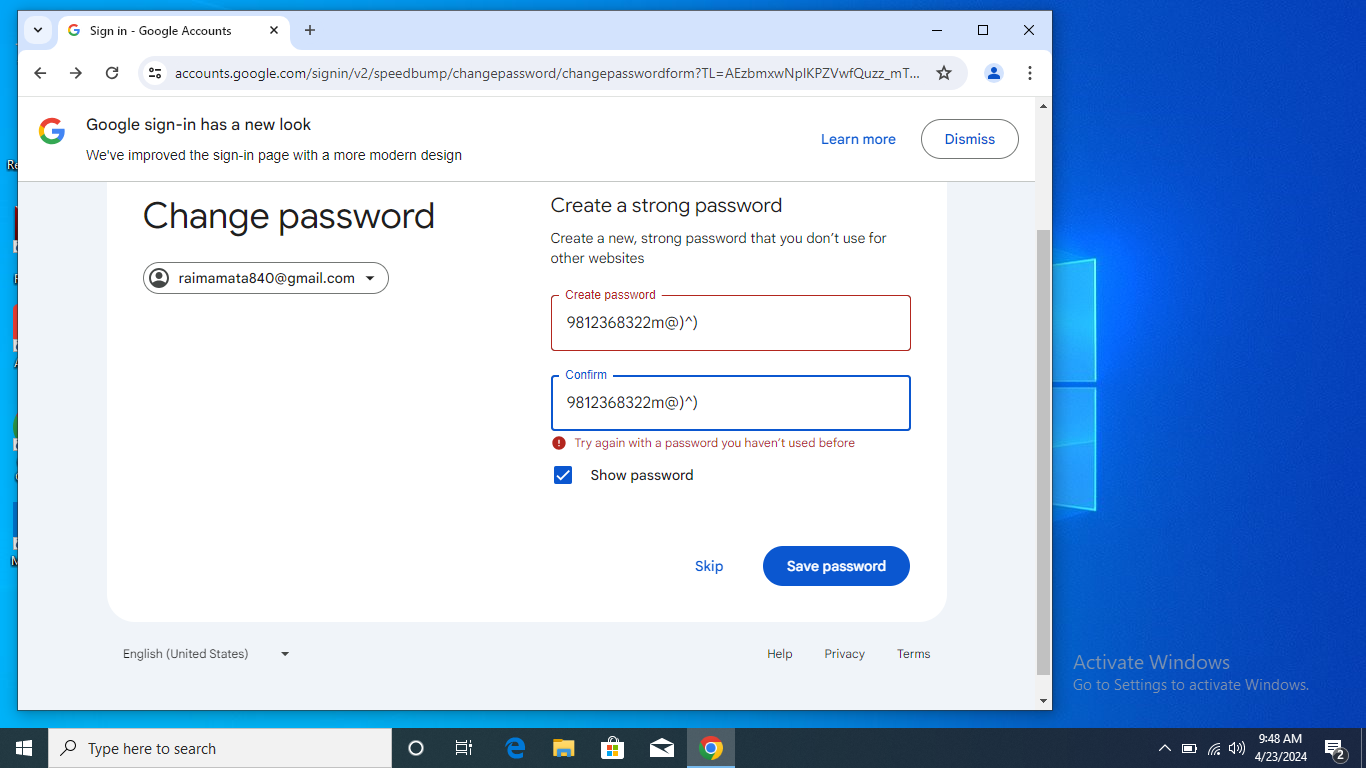 Sign in - Google Accounts
accounts.google.com/signin/v2/speedbump/changepassword/changepasswordform?TL=AEzbmxwNplKPZVwfQuzz_mT...
Google sign-in has a new look
We've improved the sign-in page with a more modern design
Learn more
Dismiss
Change password
raimamata840@gmail.com
Create a strong password
Create a new, strong password that you don't use for
other websites
Create password
9812368322m@)^)
Confirm
9812368322m@)^)
Try again with a password you haven't used before
Show password
Skip
Save password
English (United States)
Help
Privacy
Terms
Activate Windows
Go to Settings to activate Windows.
Type here to search
9:48 AM
4/23/2024
2